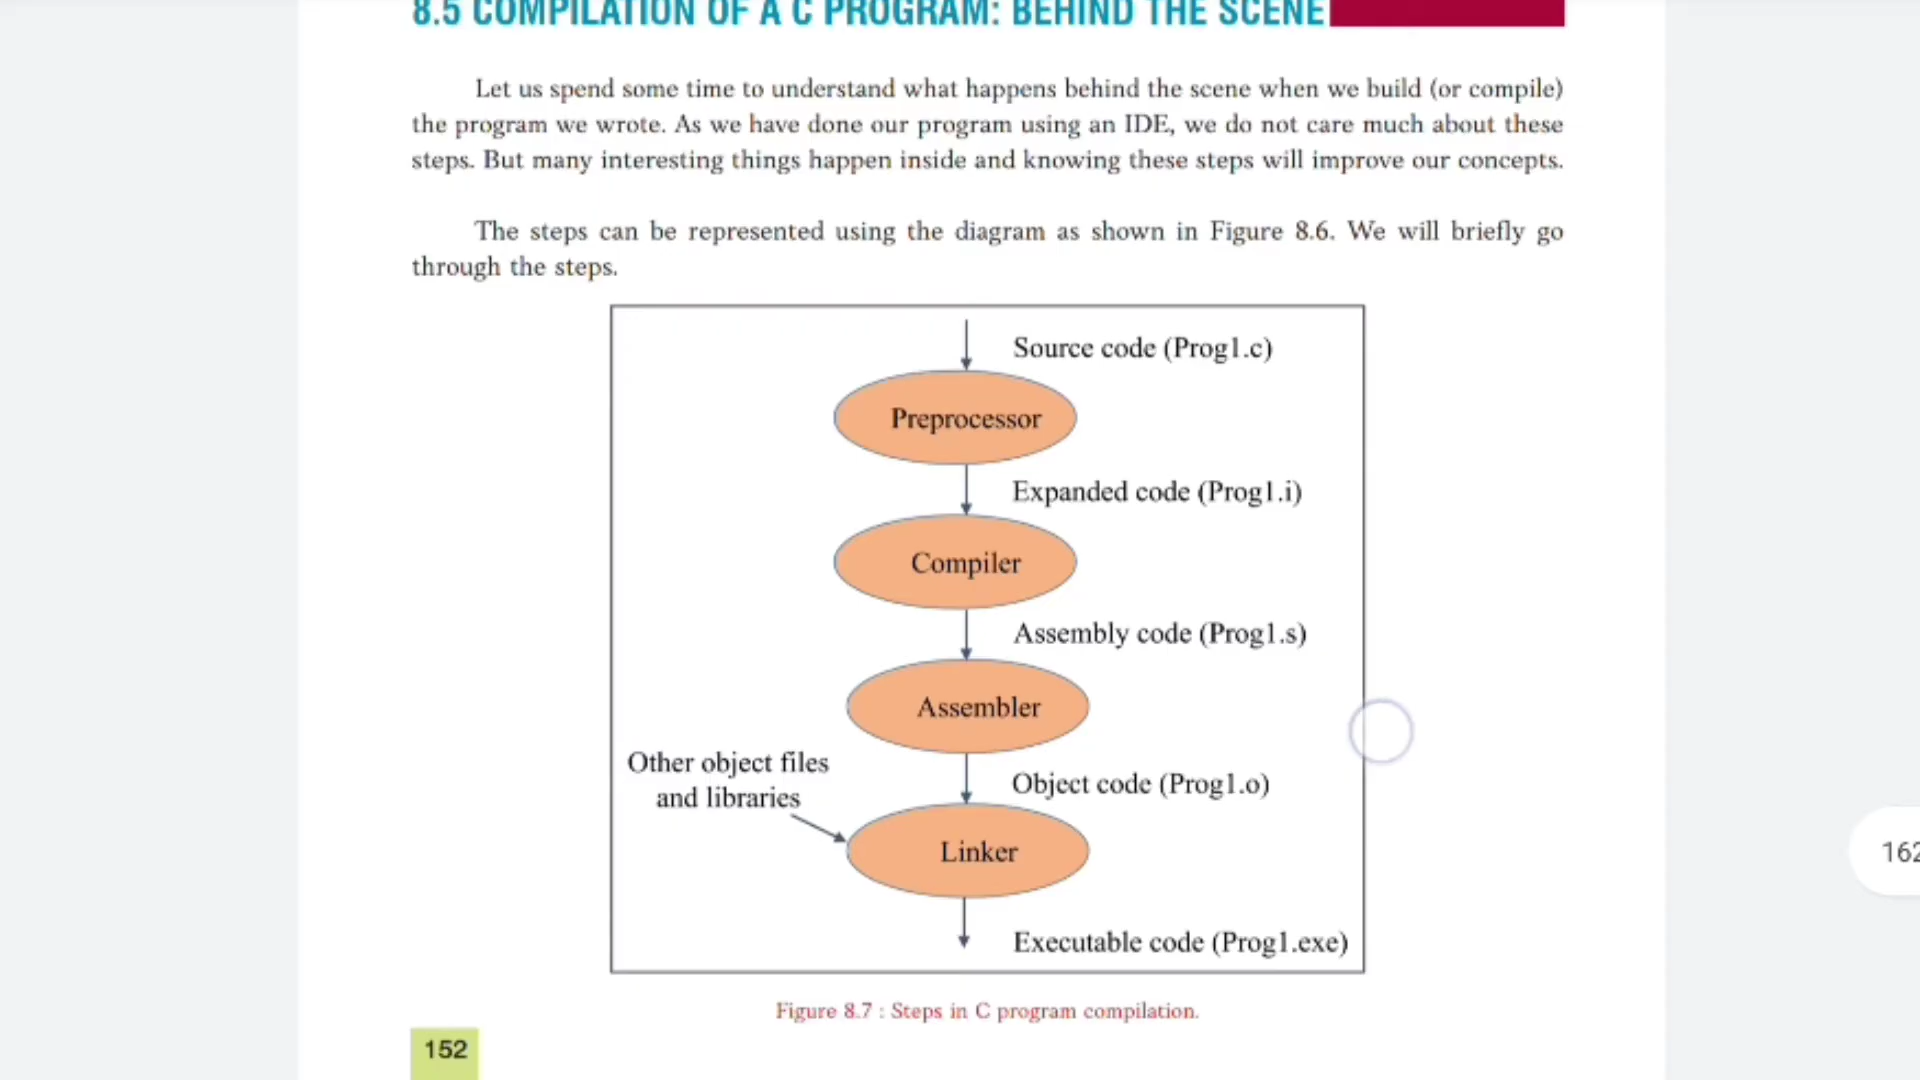 8.5 COMPILATION OF A C PROGRAM: BEHIND THE SCENE
Let us spend some time to understand what happens behind the scene when we build (or compile)
the program we wrote. As we have done our program using an IDE, we do not care much about these
steps. But many interesting things happen inside and knowing these steps will improve our concepts.
The steps can be represented using the diagram as shown in Figure 8.6. We will briefly go
through the steps.
Source code (Prog1.c)
Preprocessor
Expanded code (Prog1.i)
Compiler
Assembly code (Prog1.s)
Assembler
Other object files
and libraries
Object code (Prog1.o)
Linker
Executable code (Prog1.exe)
Figure 8.7 : Steps in C program compilation.
152
162